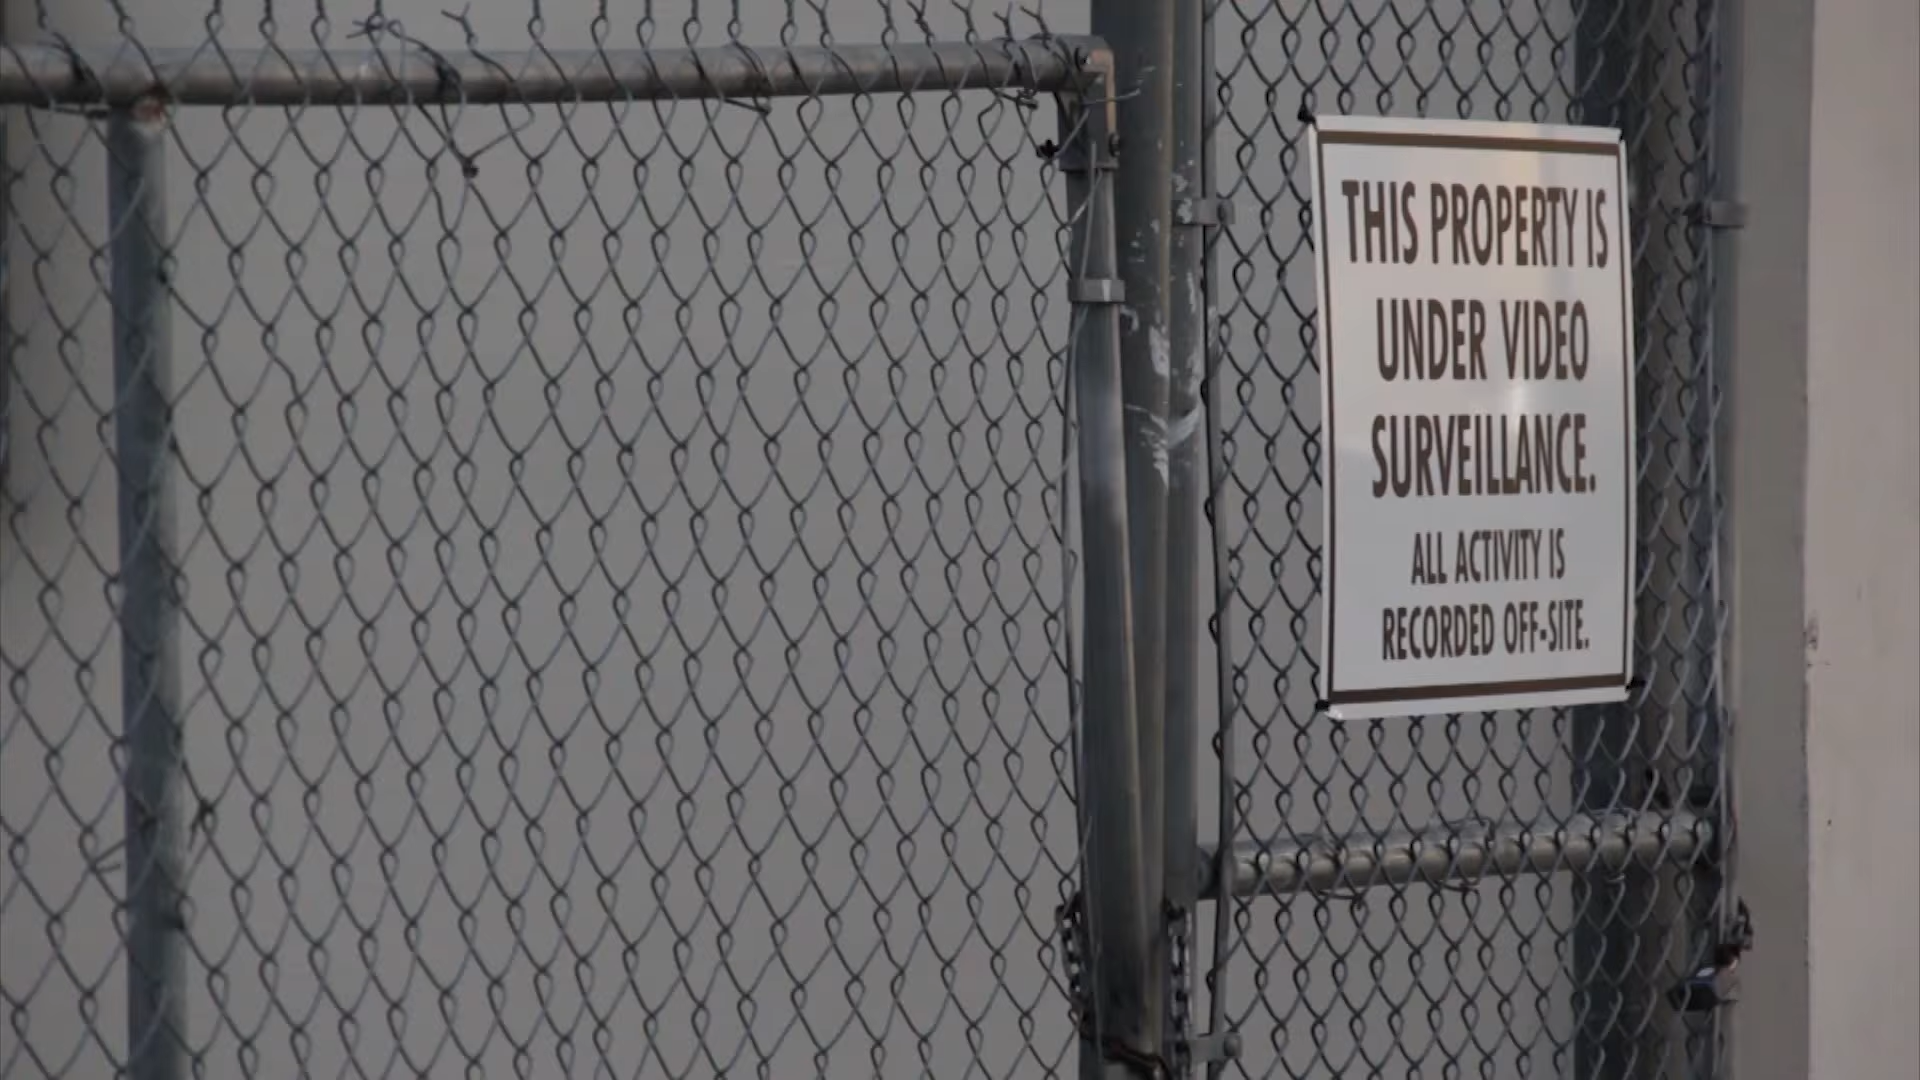 THIS PROPERTY IS
UNDER VIDEO
SURVEILLANCE.
ALL ACTIVITY IS
RECORDED OFF-SITE.